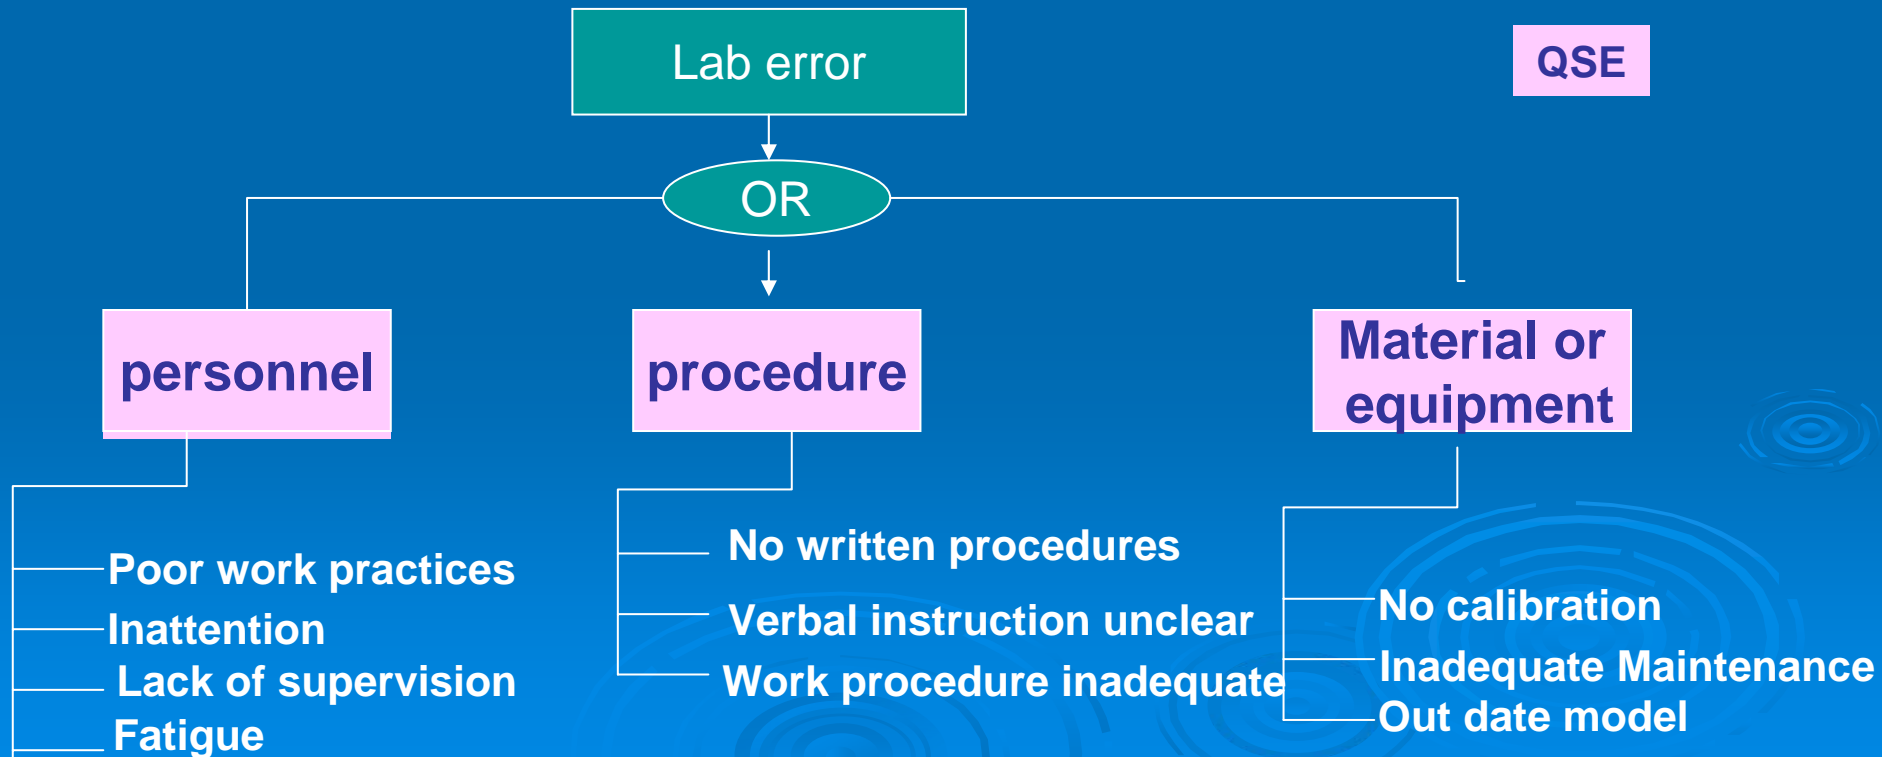 Lab error
QSE
OR
personnel
procedure
Material or
equipment
Poor work practices
Inattention
Lack of supervision
Fatigue
No written procedures
Verbal instruction unclear
Work procedure inadequate
No calibration
Inadequate Maintenance
Out date model